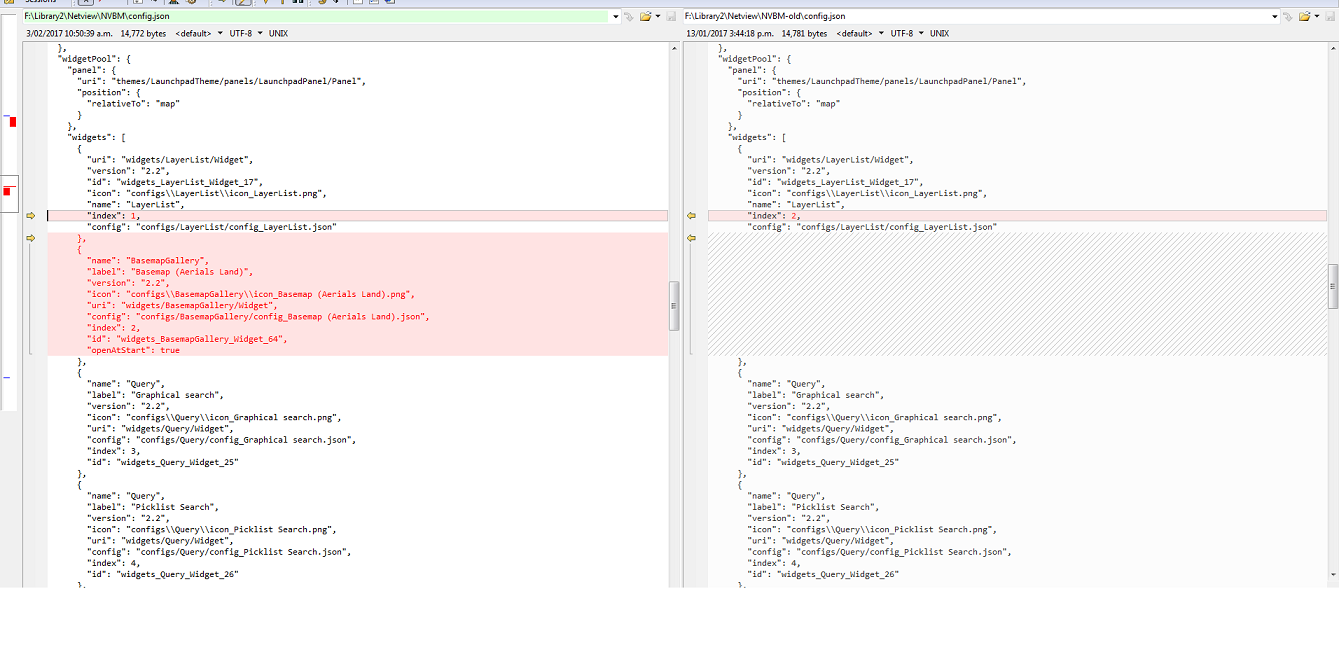 Sessions
F:\Library2\Netview\NVBM\config.json
3/02/2017 10:50:39 a.m. 14,772 bytes <default> UTF-8 UNIX
},
"widgetPool": {
"panel": {
"uri": "themes/LaunchpadTheme/panels/LaunchpadPanel/Panel",
"position": {
"relativeTo": "map"
}
},
"widgets": [
{
"uri": "widgets/LayerList/Widget",
"version": "2.2",
"id": "widgets_LayerList_Widget_17",
"icon": "configs\\LayerList\\icon_LayerList.png",
"name": "LayerList",
"index": 1,
"config": "configs/LayerList/config_LayerList.json"
},
{
"name": "BasemapGallery",
"label": "Basemap (Aerials Land)",
"version": "2.2",
"icon": "configs\\BasemapGallery\\icon_Basemap (Aerials Land).png",
"uri": "widgets/BasemapGallery/Widget",
"config": "configs/BasemapGallery/config_Basemap (Aerials Land).json",
"index": 2,
"id": "widgets_BasemapGallery_Widget_64",
"openAtStart": true
},
{
"name": "Query",
"label": "Graphical search",
"version": "2.2",
"icon": "configs\\Query\\icon_Graphical search.png",
"uri": "widgets/Query/Widget",
"config": "configs/Query/config_Graphical search.json",
"index": 3,
"id": "widgets_Query_Widget_25"
},
{
"name": "Query",
"label": "Picklist Search",
"version": "2.2",
"icon": "configs\\Query\\icon_Picklist Search.png",
"uri": "widgets/Query/Widget",
"config": "configs/Query/config_Picklist Search.json",
"index": 4,
"id": "widgets_Query_Widget_26"
},
F:\Library2\Netview\NVBM-old\config.json
13/01/2017 3:44:18 p.m. 14,781 bytes <default> UTF-8 UNIX
},
"widgetPool": {
"panel": {
"uri": "themes/LaunchpadTheme/panels/LaunchpadPanel/Panel",
"position": {
"relativeTo": "map"
}
},
"widgets": [
{
"uri": "widgets/LayerList/Widget",
"version": "2.2",
"id": "widgets_LayerList_Widget_17",
"icon": "configs\\LayerList\\icon_LayerList.png",
"name": "LayerList",
"index": 2,
"config": "configs/LayerList/config_LayerList.json"
},
{
"name": "Query",
"label": "Graphical search",
"version": "2.2",
"icon": "configs\\Query\\icon_Graphical search.png",
"uri": "widgets/Query/Widget",
"config": "configs/Query/config_Graphical search.json",
"index": 3,
"id": "widgets_Query_Widget_25"
},
{
"name": "Query",
"label": "Picklist Search",
"version": "2.2",
"icon": "configs\\Query\\icon_Picklist Search.png",
"uri": "widgets/Query/Widget",
"config": "configs/Query/config_Picklist Search.json",
"index": 4,
"id": "widgets_Query_Widget_26"
},